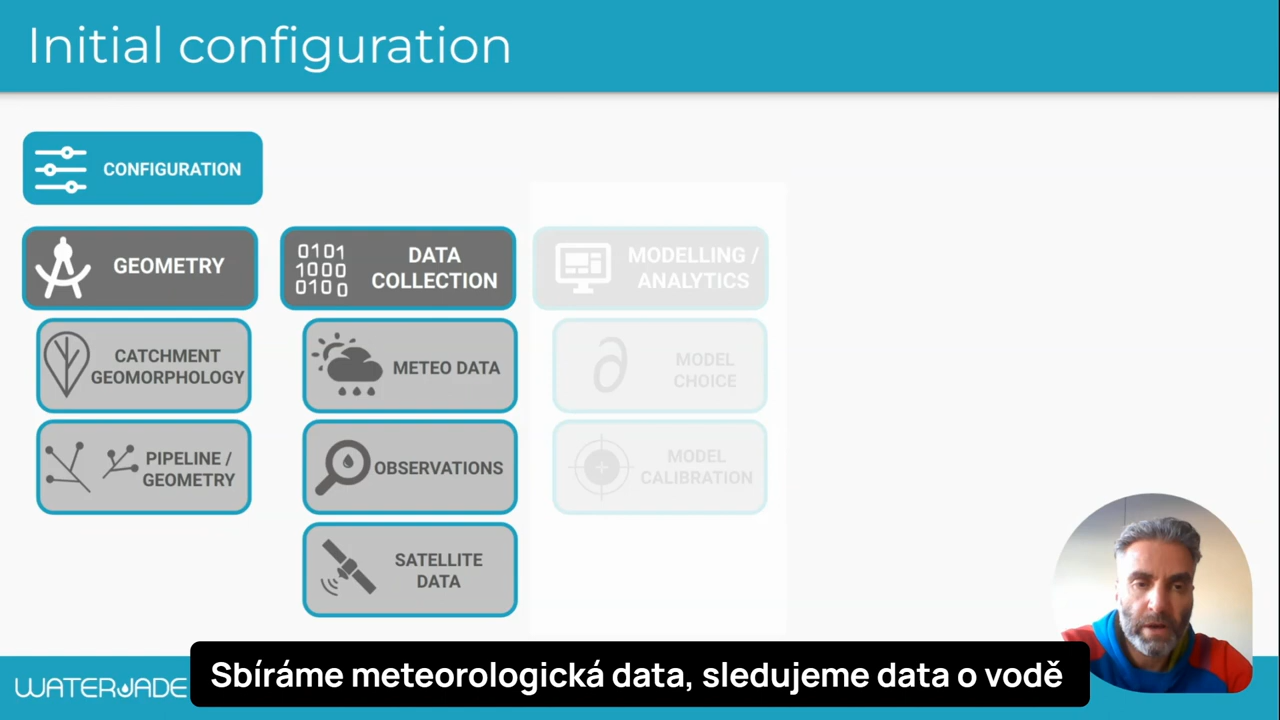 Initial configuration
CONFIGURATION
GEOMETRY
CATCHMENT
GEOMORPHOLOGY
PIPELINE /
GEOMETRY
0101
1000
0100
DATA
COLLECTION
METEO DATA
OBSERVATIONS
SATELLITE
DATA
MODELLING /
ANALYTICS
MODEL
CHOICE
MODEL
CALIBRATION
WATERJADE
Sbíráme meteorologická data, sledujeme data o vodě